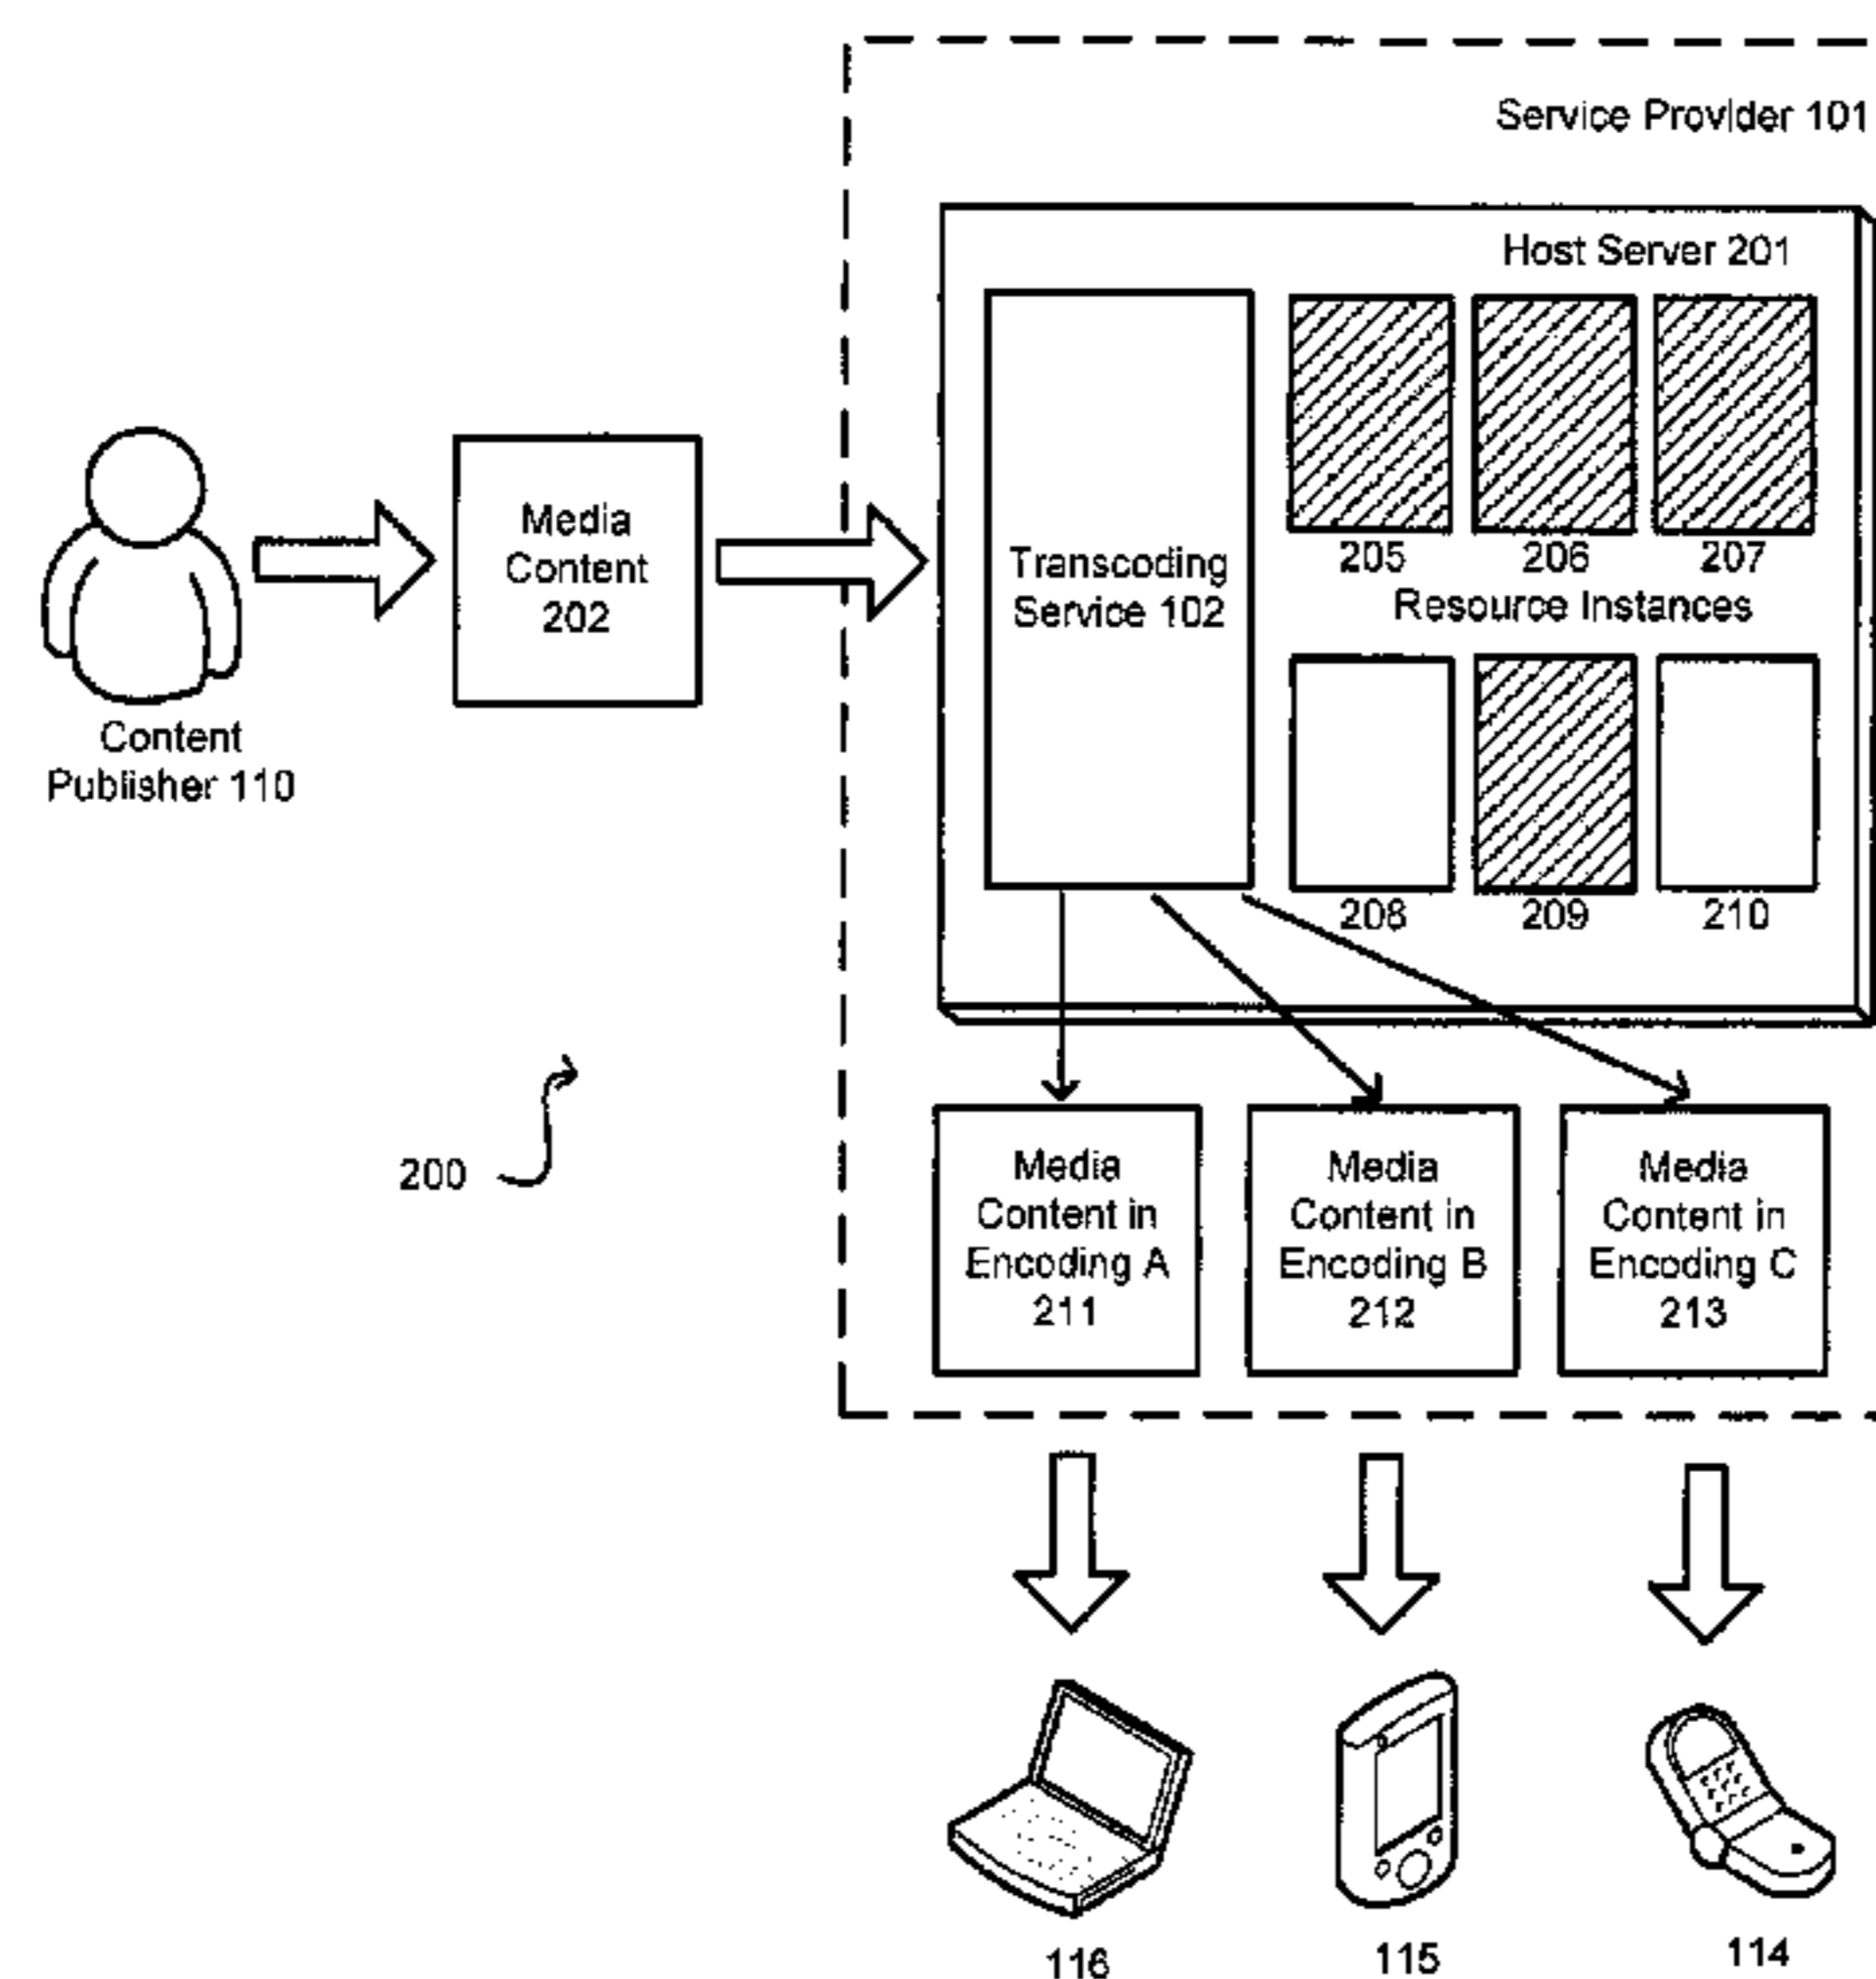 Service Provider 101
Host Server 201
Media
Content
202
Transcoding
Service 102
205 206 207
Resource Instances
208 209 210
Content
Publisher 110
200
Media
Content in
Encoding A
211
Media
Content in
Encoding B
212
Media
Content in
Encoding C
213
116
115
114